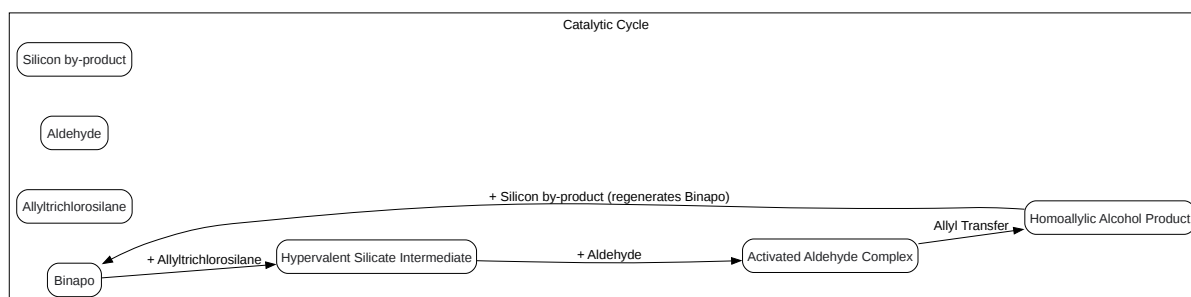 Catalytic Cycle
Silicon by-product
Aldehyde
Allyltrichlorosilane
+ Silicon by-product (regenerates Binapo)
Homoallylic Alcohol Product
Allyl Transfer
+ Allyltrichlorosilane
Hypervalent Silicate Intermediate
+ Aldehyde
Activated Aldehyde Complex
Binapo